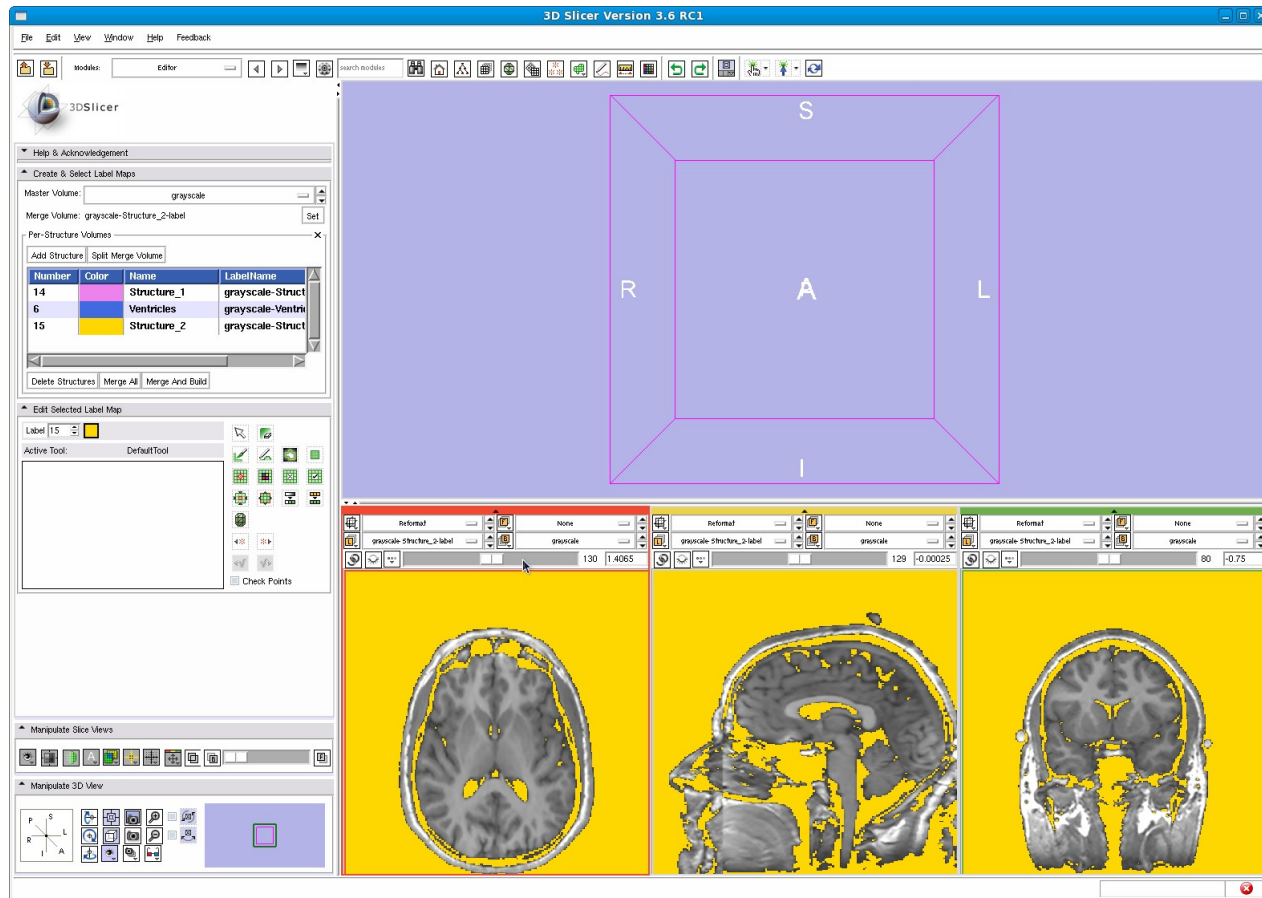 3D Slicer Version 3.6 RC1
File Edit View Window Help Feedback
Modules: Editor search modules
3DSlicer
Help & Acknowledgement
Create & Select Label Maps
Master Volume: grayscale
Merge Volume: grayscale-Structure_2-label Set
Per-Structure Volumes
Add Structure Split Merge Volume
Number Color Name LabelName
14 Structure_1 grayscale-Struct
6 Ventricles grayscale-Ventri
15 Structure_2 grayscale-Struct
Delete Structures Merge All Merge And Build
Edit Selected Label Map
Label 15
Active Tool: DefaultTool
Check Points
Manipulate Slice Views
Manipulate 3D View
P S
R L
I A
S
R A L
I
Reformat None
grayscale-Structure_2-label grayscale
130 1.4065
Reformat None
grayscale-Structure_2-label grayscale
129 -0.00025
Reformat None
grayscale-Structure_2-label grayscale
80 -0.75